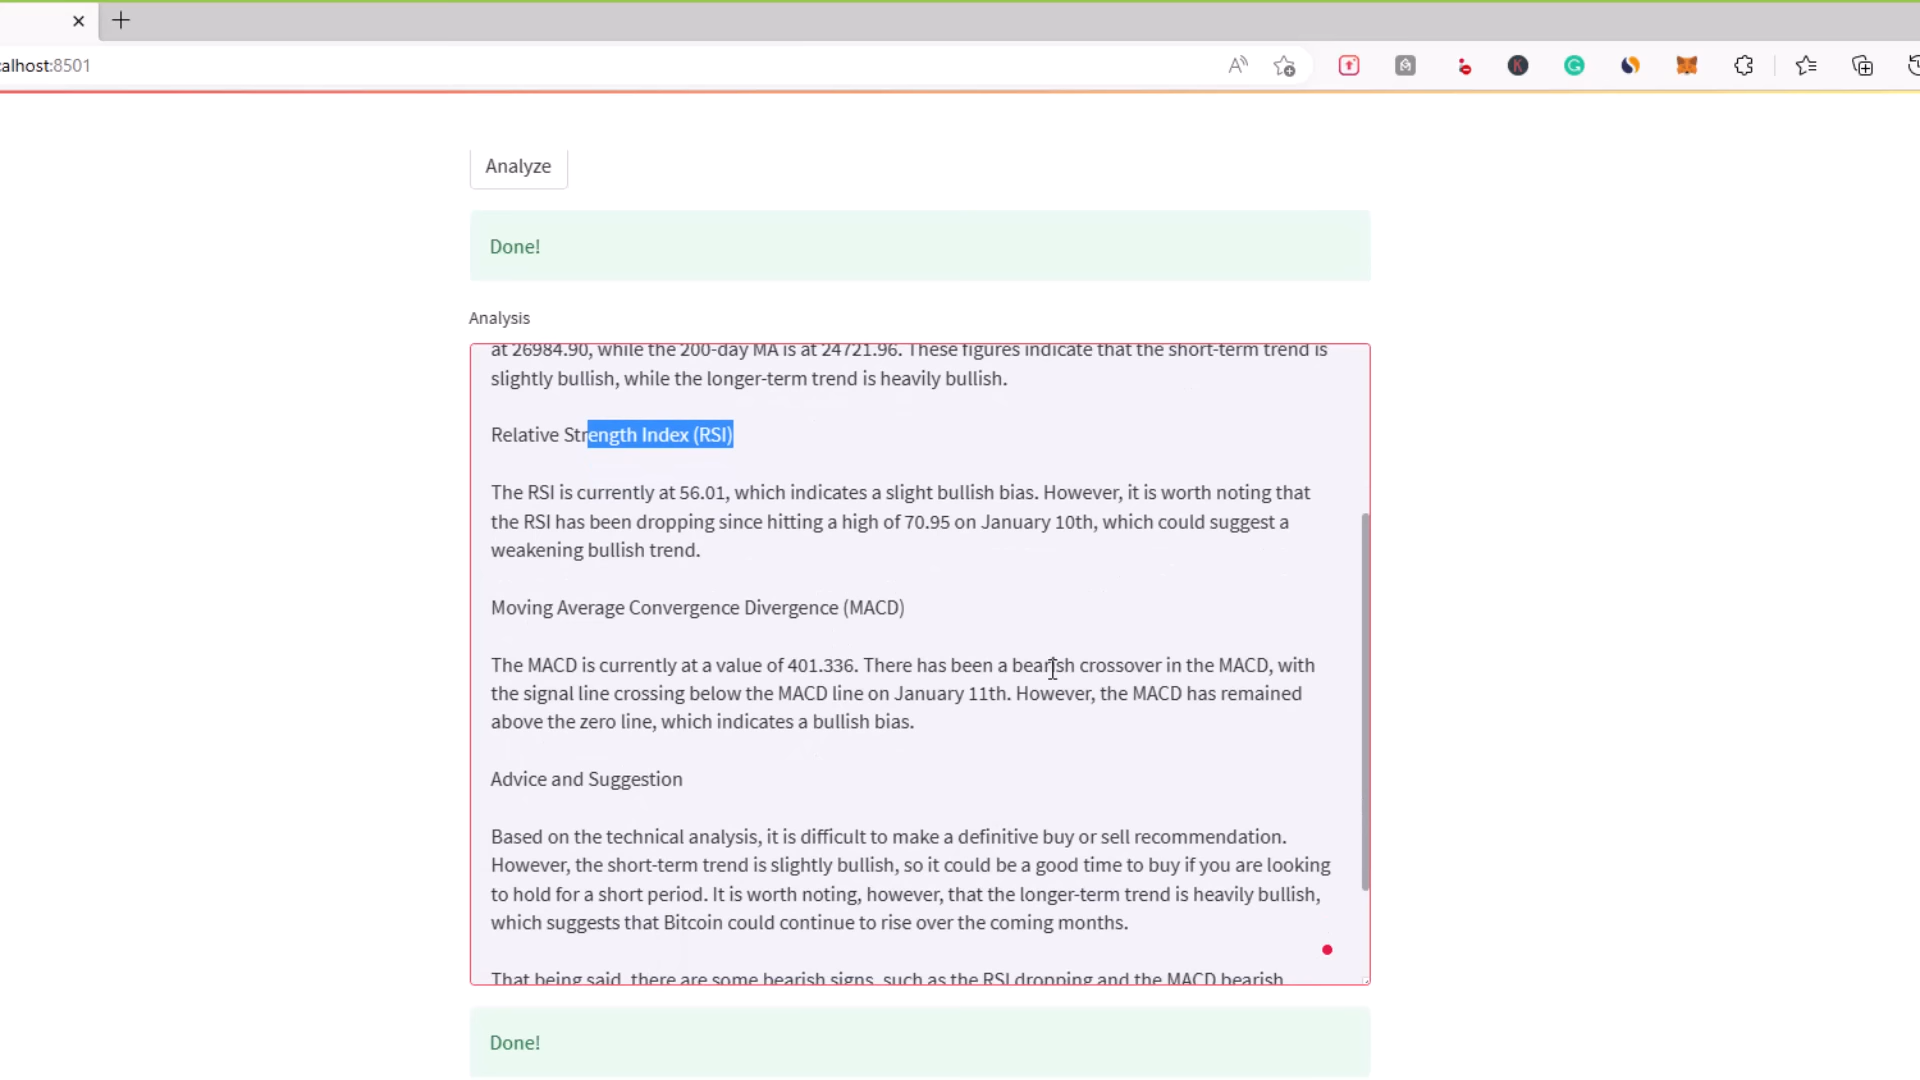 alhost:8501
Analyze
Done!
Analysis
at 26984.90, while the 200-day MA is at 24721.96. These figures indicate that the short-term trend is
slightly bullish, while the longer-term trend is heavily bullish.
Relative Strength Index (RSI)
The RSI is currently at 56.01, which indicates a slight bullish bias. However, it is worth noting that
the RSI has been dropping since hitting a high of 70.95 on January 10th, which could suggest a
weakening bullish trend.
Moving Average Convergence Divergence (MACD)
The MACD is currently at a value of 401.336. There has been a bearish crossover in the MACD, with
the signal line crossing below the MACD line on January 11th. However, the MACD has remained
above the zero line, which indicates a bullish bias.
Advice and Suggestion
Based on the technical analysis, it is difficult to make a definitive buy or sell recommendation.
However, the short-term trend is slightly bullish, so it could be a good time to buy if you are looking
to hold for a short period. It is worth noting, however, that the longer-term trend is heavily bullish,
which suggests that Bitcoin could continue to rise over the coming months.
That being said, there are some bearish signs, such as the RSI dropping and the MACD bearish
Done!